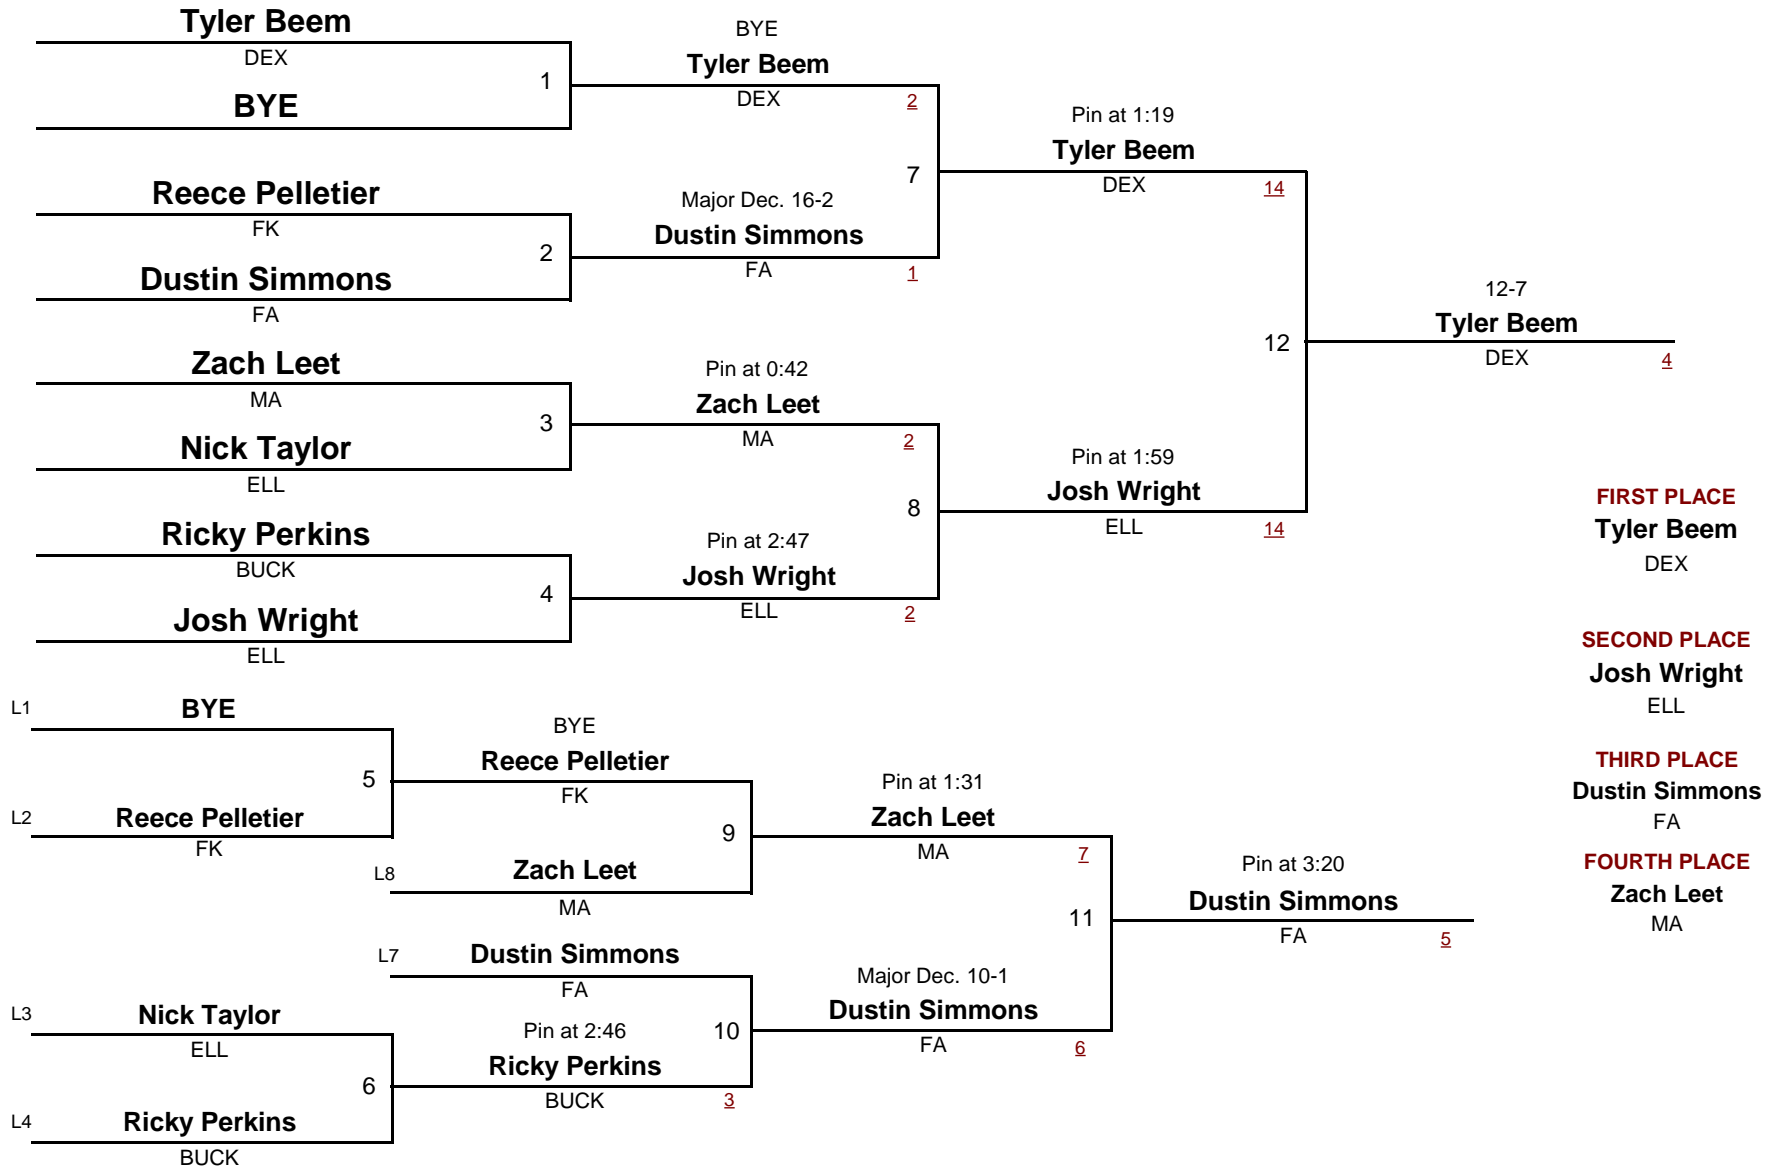 Tyler Beem
DEX
1
BYE
Reece Pelletier
FK
2
Dustin Simmons
FA
Zach Leet
MA
3
Nick Taylor
ELL
Ricky Perkins
BUCK
4
Josh Wright
ELL
BYE
Tyler Beem
DEX
2
7
Major Dec. 16-2
Dustin Simmons
FA
1
Pin at 0:42
Zach Leet
MA
2
8
Pin at 2:47
Josh Wright
ELL
2
Pin at 1:19
Tyler Beem
DEX
14
12
Pin at 1:59
Josh Wright
ELL
14
12-7
Tyler Beem
DEX
4
FIRST PLACE
Tyler Beem
DEX
SECOND PLACE
Josh Wright
ELL
THIRD PLACE
Dustin Simmons
FA
FOURTH PLACE
Zach Leet
MA
L1 BYE
5
L2 Reece Pelletier
FK
L3 Nick Taylor
ELL
6
L4 Ricky Perkins
BUCK
BYE
Reece Pelletier
FK
9
L8 Zach Leet
MA
L7 Dustin Simmons
FA
10
Pin at 2:46
Ricky Perkins
BUCK
3
Pin at 1:31
Zach Leet
MA
7
11
Major Dec. 10-1
Dustin Simmons
FA
6
Pin at 3:20
Dustin Simmons
FA
5